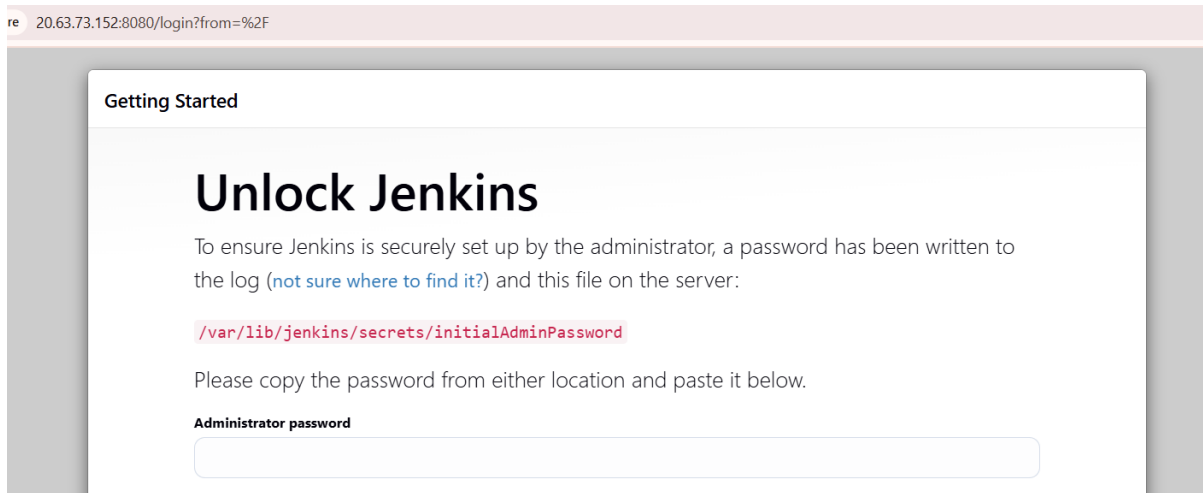 re 20.63.73.152:8080/login?from=%2F
Getting Started
Unlock Jenkins
To ensure Jenkins is securely set up by the administrator, a password has been written to
the log (not sure where to find it?) and this file on the server:
/var/lib/jenkins/secrets/initialAdminPassword
Please copy the password from either location and paste it below.
Administrator password